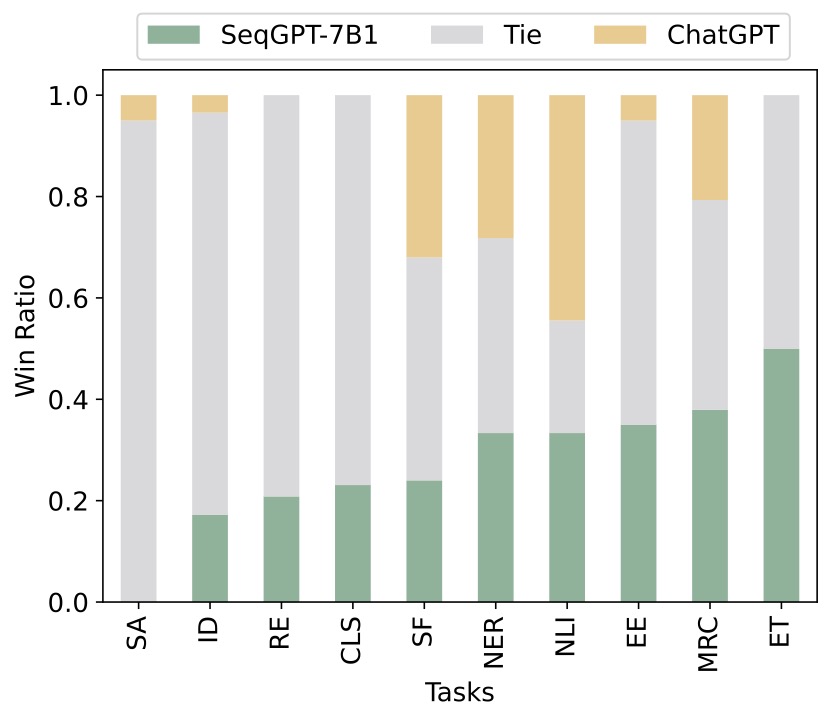 SeqGPT-7B1 Tie ChatGPT
1.0
0.8
0.6
0.4
0.2
0.0
Win Ratio
SA ID RE CLS SF NER NLI EE MRC ET
Tasks